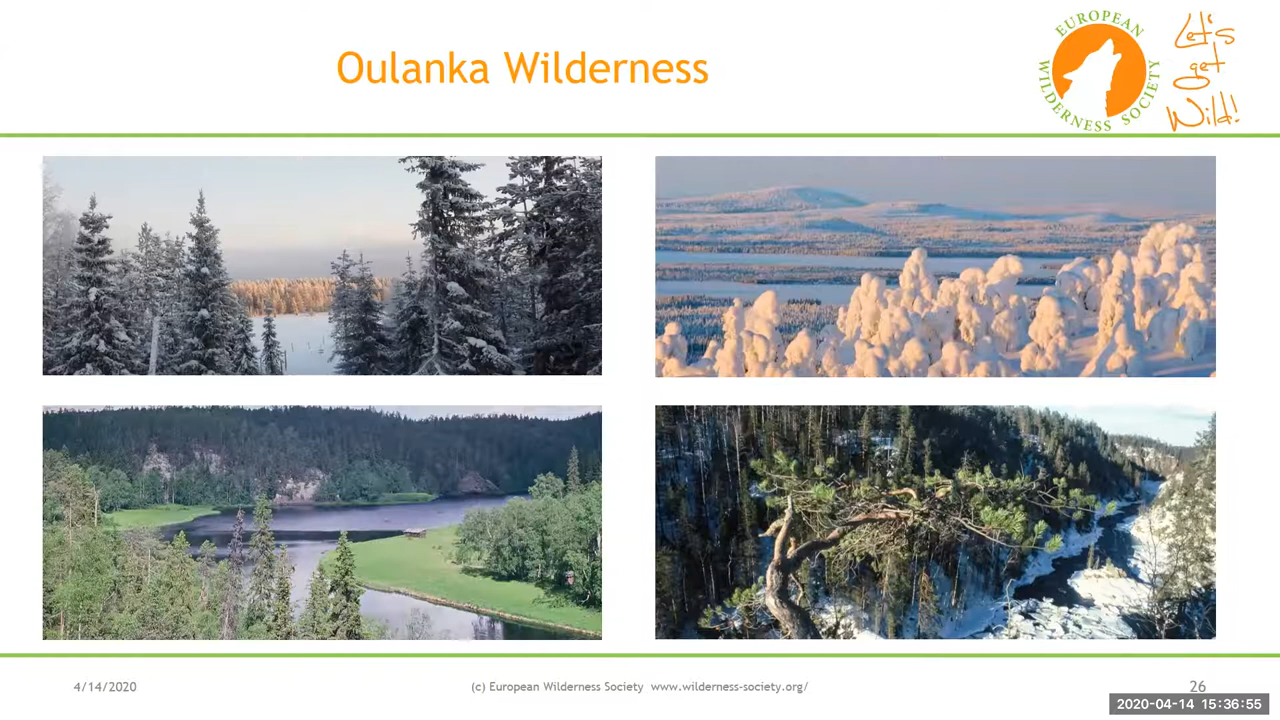 Oulanka Wilderness
EUROPEAN
WILDERNESS SOCIETY
Let's
get
Wild!
4/14/2020
(c) European Wilderness Society www.wilderness-society.org/
26
2020-04-14 15:36:55